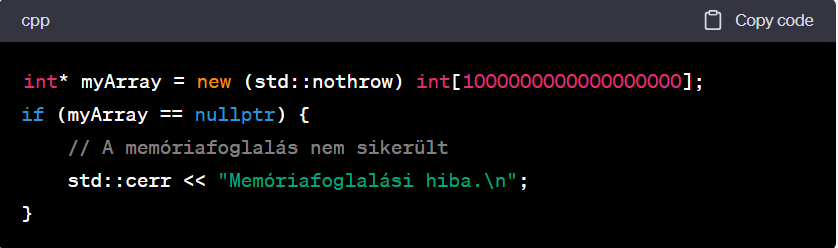 cpp Copy code
int* myArray = new (std::nothrow) int[1000000000000000000];
if (myArray == nullptr) {
// A memóriafoglalás nem sikerült
std::cerr << "Memóriafoglalási hiba.\n";
}